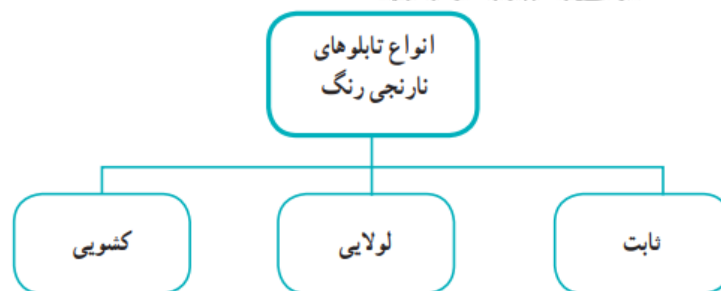 انواع تابلوهای
نارنجی رنگ
ثابت
لولایی
کشویی